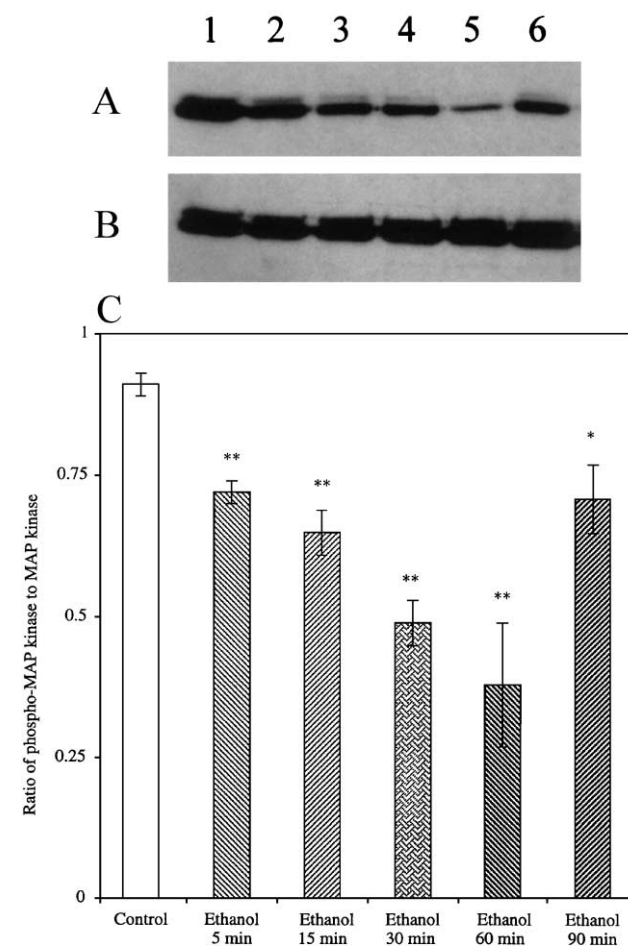 1 2 3 4 5 6
A
B
C
1
0.75
0.5
0.25
0
Ratio of phospho-MAP kinase to MAP kinase
**
**
**
**
*
Control
Ethanol
5 min
Ethanol
15 min
Ethanol
30 min
Ethanol
60 min
Ethanol
90 min